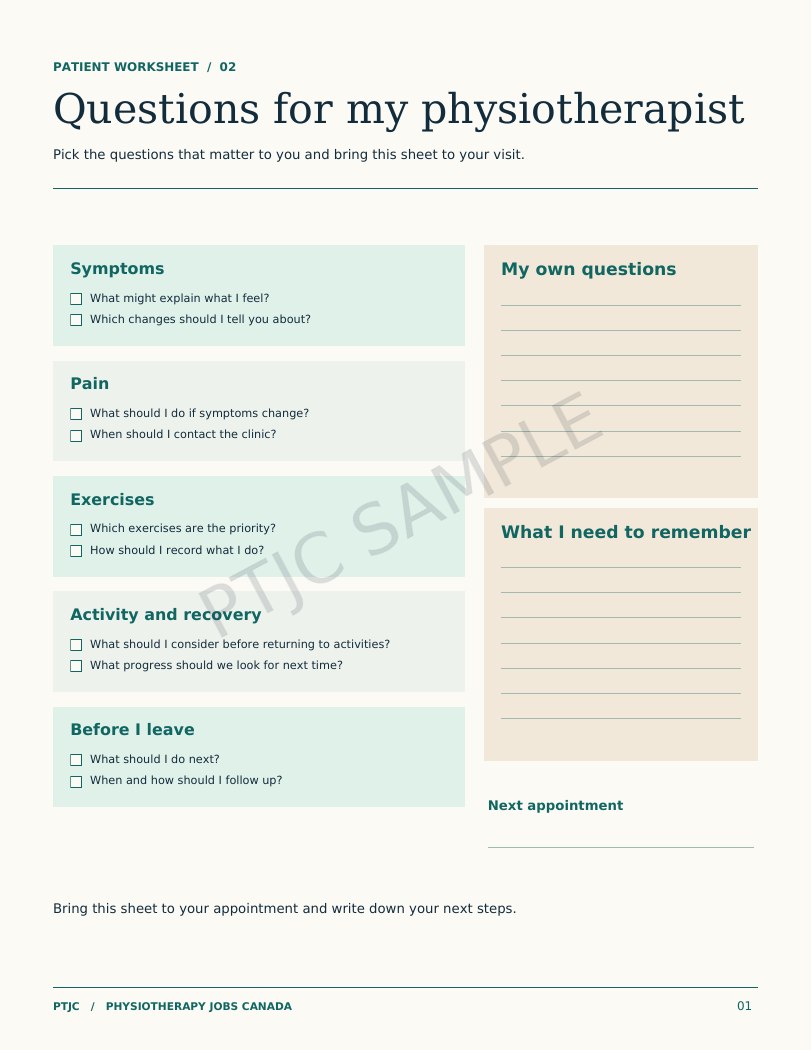 PATIENT WORKSHEET / 02
Questions for my physiotherapist
Pick the questions that matter to you and bring this sheet to your visit.
Symptoms
What might explain what I feel?
Which changes should I tell you about?
Pain
What should I do if symptoms change?
When should I contact the clinic?
Exercises
Which exercises are the priority?
How should I record what I do?
Activity and recovery
What should I consider before returning to activities?
What progress should we look for next time?
Before I leave
What should I do next?
When and how should I follow up?
My own questions
What I need to remember
Next appointment
PTJC SAMPLE
Bring this sheet to your appointment and write down your next steps.
PTJC / PHYSIOTHERAPY JOBS CANADA
01